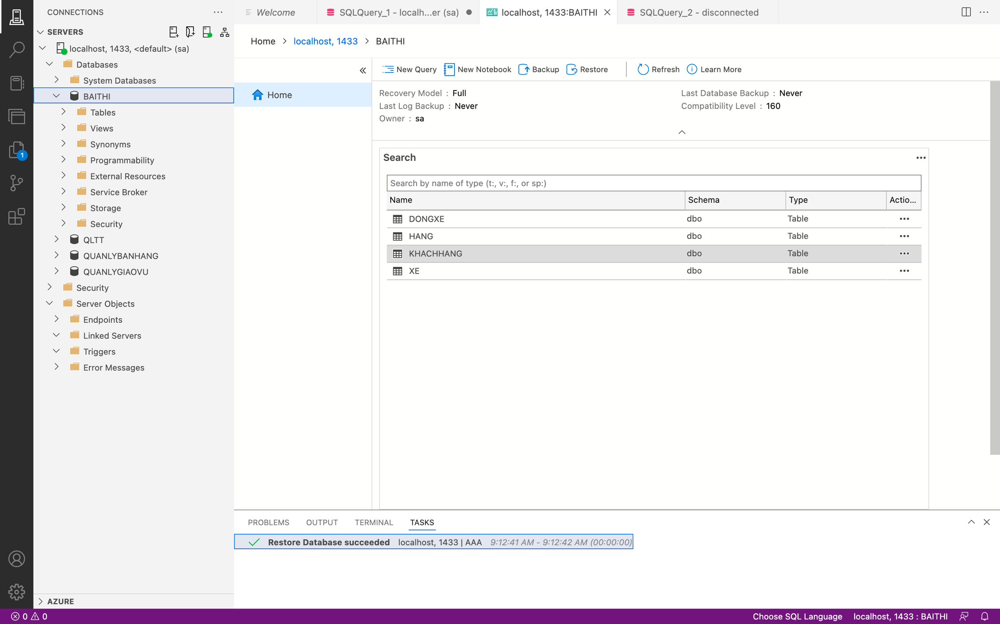 CONNECTIONS
Welcome
SQLQuery_1 - localh...er (sa)
localhost, 1433:BAITHI
SQLQuery_2 - disconnected
SERVERS
localhost, 1433, <default> (sa)
Databases
System Databases
BAITHI
Tables
Views
Synonyms
Programmability
External Resources
Service Broker
Storage
Security
QLTT
QUANLYBANHANG
QUANLYGIAOVU
Security
Server Objects
Endpoints
Linked Servers
Triggers
Error Messages
AZURE
1
Home > localhost, 1433 > BAITHI
Home
New Query
New Notebook
Backup
Restore
Refresh
Learn More
Recovery Model : Full
Last Database Backup : Never
Last Log Backup : Never
Compatibility Level : 160
Owner : sa
Search
Search by name of type (t:, v:, f:, or sp:)
Name Schema Type Actio...
DONGXE dbo Table
HANG dbo Table
KHACHHANG dbo Table
XE dbo Table
PROBLEMS OUTPUT TERMINAL TASKS
Restore Database succeeded localhost, 1433 | AAA 9:12:41 AM - 9:12:42 AM (00:00:00)
0 0
Choose SQL Language
localhost, 1433 : BAITHI